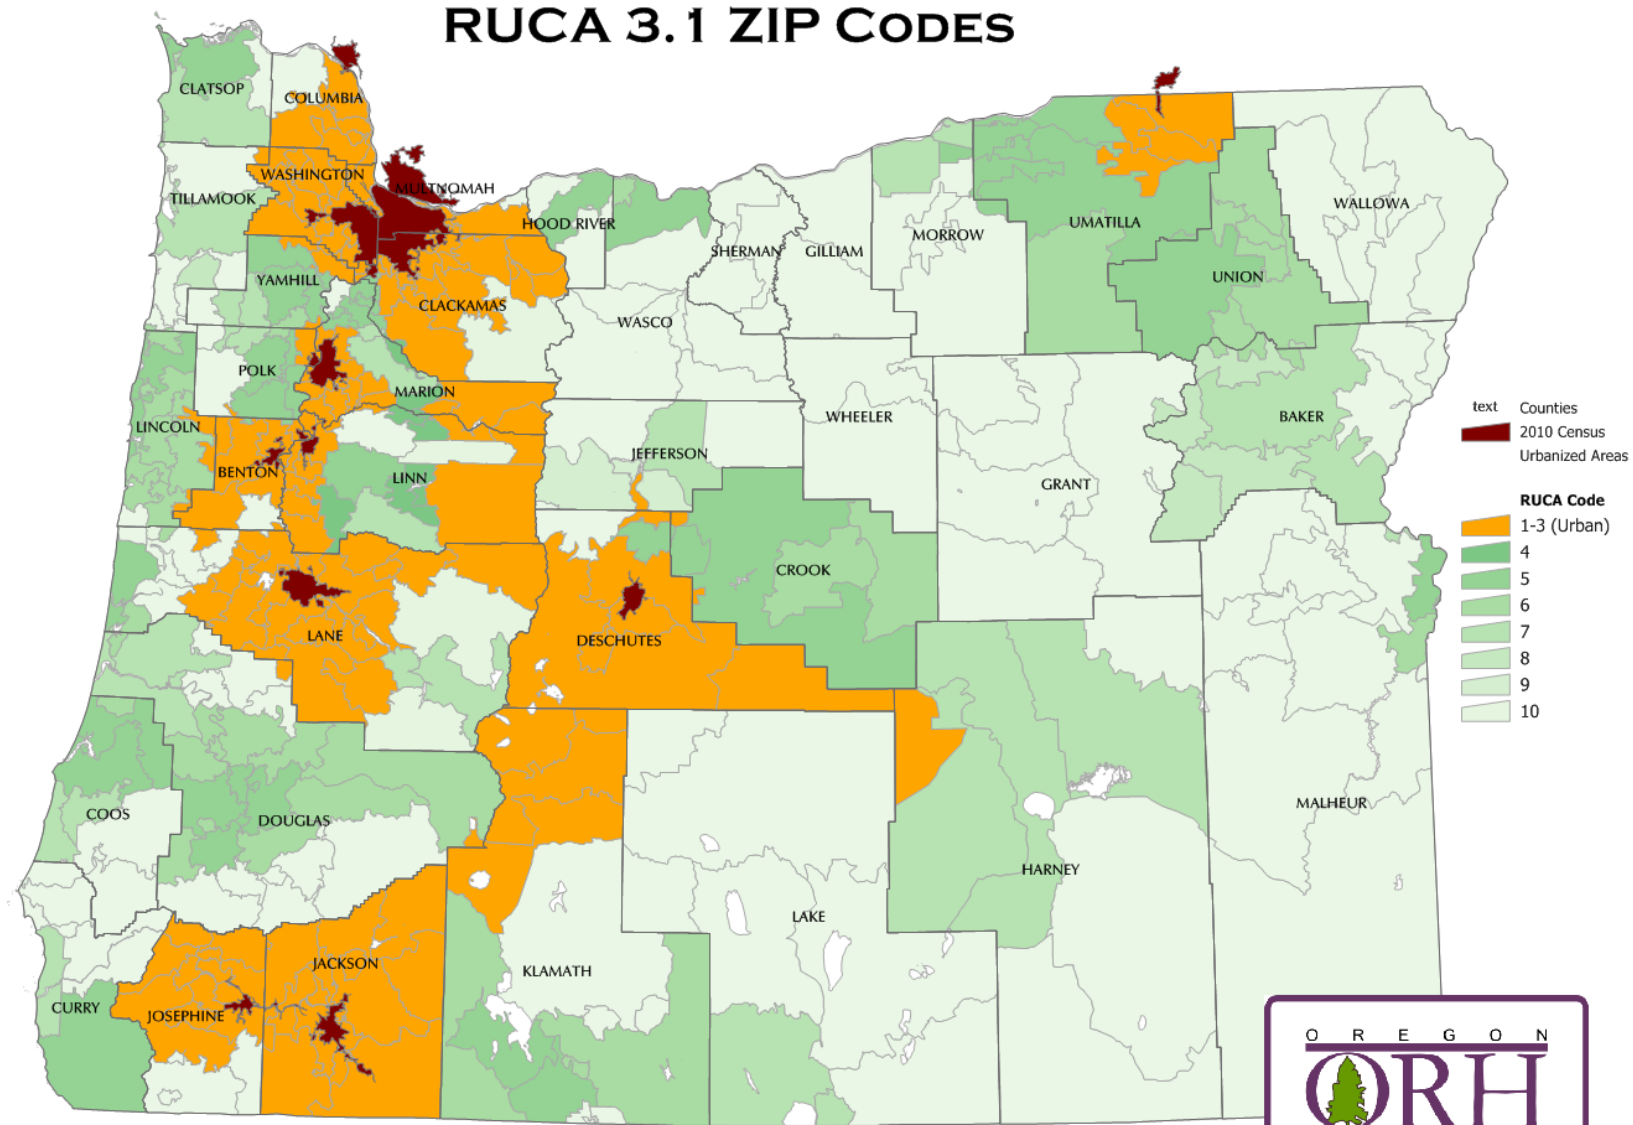 RUCA 3.1 ZIP CODES
CLATSOP
COLUMBIA
WASHINGTON
MULTNOMAH
TILLAMOOK
HOOD RIVER
WALLOWA
UMATILLA
MORROW
SHERMAN
GILLIAM
UNION
YAMHILL
CLACKAMAS
WASCO
POLK
MARION
WHEELER
BAKER
LINCOLN
JEFFERSON
BENTON
LINN
GRANT
CROOK
LANE
DESCHUTES
MALHEUR
COOS
DOUGLAS
HARNEY
LAKE
JACKSON
KLAMATH
CURRY
JOSEPHINE
text Counties
2010 Census
Urbanized Areas
RUCA Code
1-3 (Urban)
4
5
6
7
8
9
10
OREGON
ORH